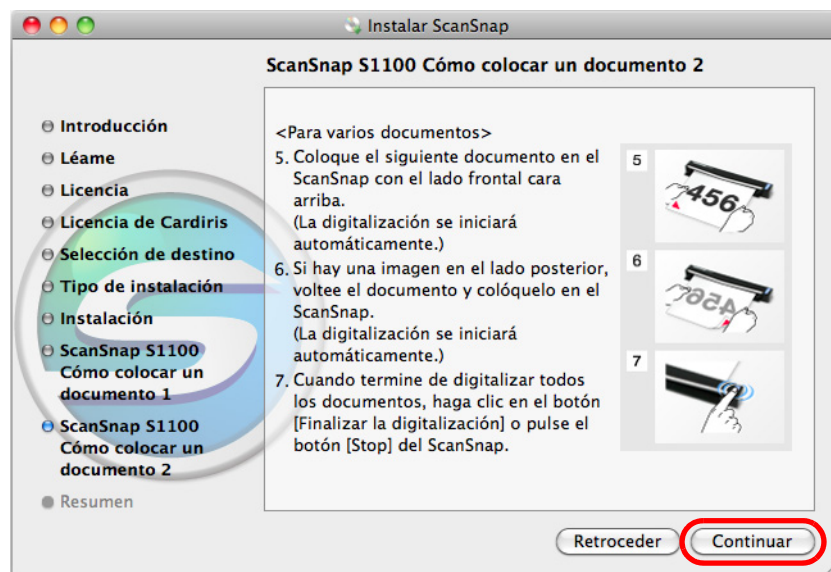 Instalar ScanSnap
ScanSnap S1100 Cómo colocar un documento 2
Introducción
Léame
Licencia
Licencia de Cardiris
Selección de destino
Tipo de instalación
Instalación
ScanSnap S1100
Cómo colocar un
documento 1
ScanSnap S1100
Cómo colocar un
documento 2
Resumen
<Para varios documentos>
5. Coloque el siguiente documento en el
ScanSnap con el lado frontal cara
arriba.
(La digitalización se iniciará
automáticamente.)
6. Si hay una imagen en el lado posterior,
voltee el documento y colóquelo en el
ScanSnap.
(La digitalización se iniciará
automáticamente.)
7. Cuando termine de digitalizar todos
los documentos, haga clic en el botón
[Finalizar la digitalización] o pulse el
botón [Stop] del ScanSnap.
5
456
6
456
7
Retroceder
Continuar